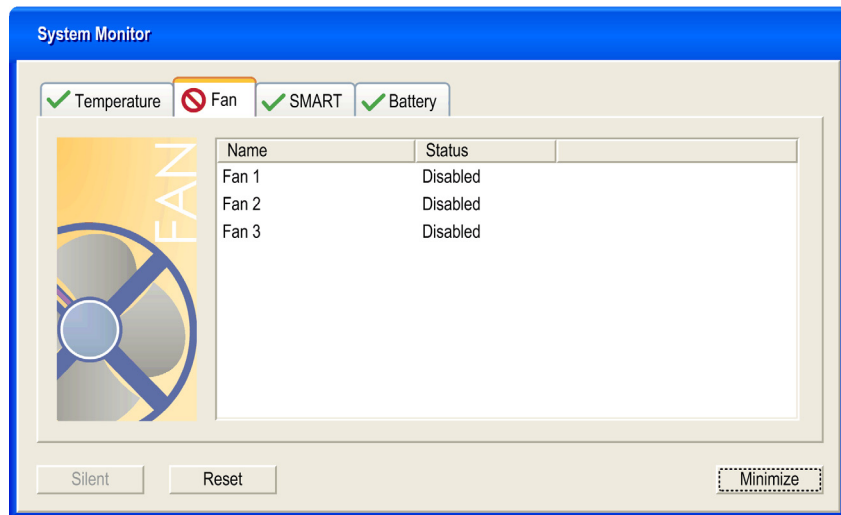 System Monitor
Temperature Fan SMART Battery
FAN
Name Status
Fan 1 Disabled
Fan 2 Disabled
Fan 3 Disabled
Silent Reset Minimize